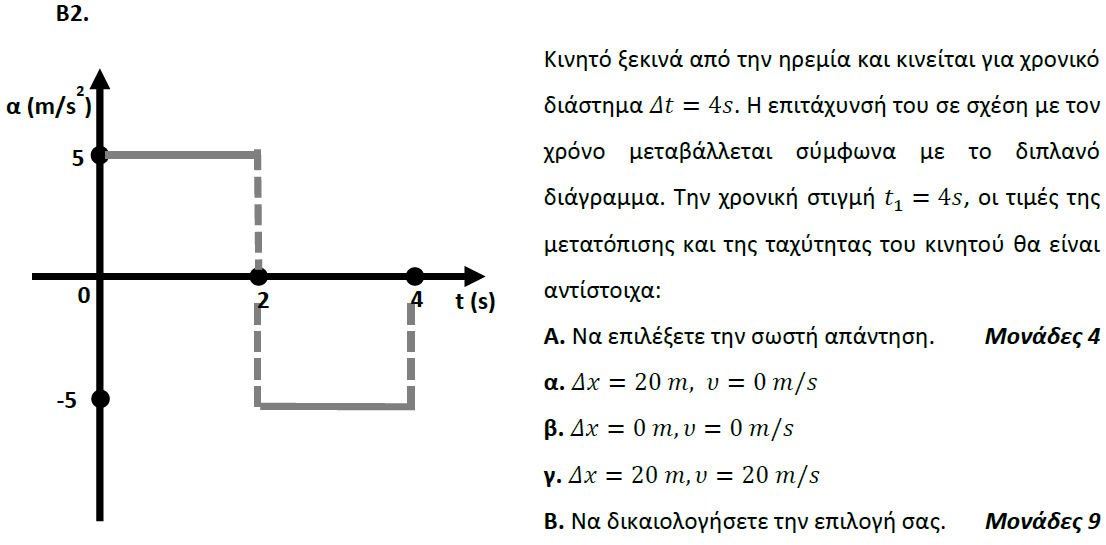 B2.
α (m/s²)
5
0
2
4
t (s)
-5
Κινητό ξεκινά από την ηρεμία και κινείται για χρονικό
διάστημα Δt = 4s. Η επιτάχυνσή του σε σχέση με τον
χρόνο μεταβάλλεται σύμφωνα με το διπλανό
διάγραμμα. Την χρονική στιγμή t₁ = 4s, οι τιμές της
μετατόπισης και της ταχύτητας του κινητού θα είναι
αντίστοιχα:
Α. Να επιλέξετε την σωστή απάντηση. Μονάδες 4
α. Δx = 20 m, υ = 0 m/s
β. Δx = 0 m, υ = 0 m/s
γ. Δx = 20 m, υ = 20 m/s
Β. Να δικαιολογήσετε την επιλογή σας. Μονάδες 9